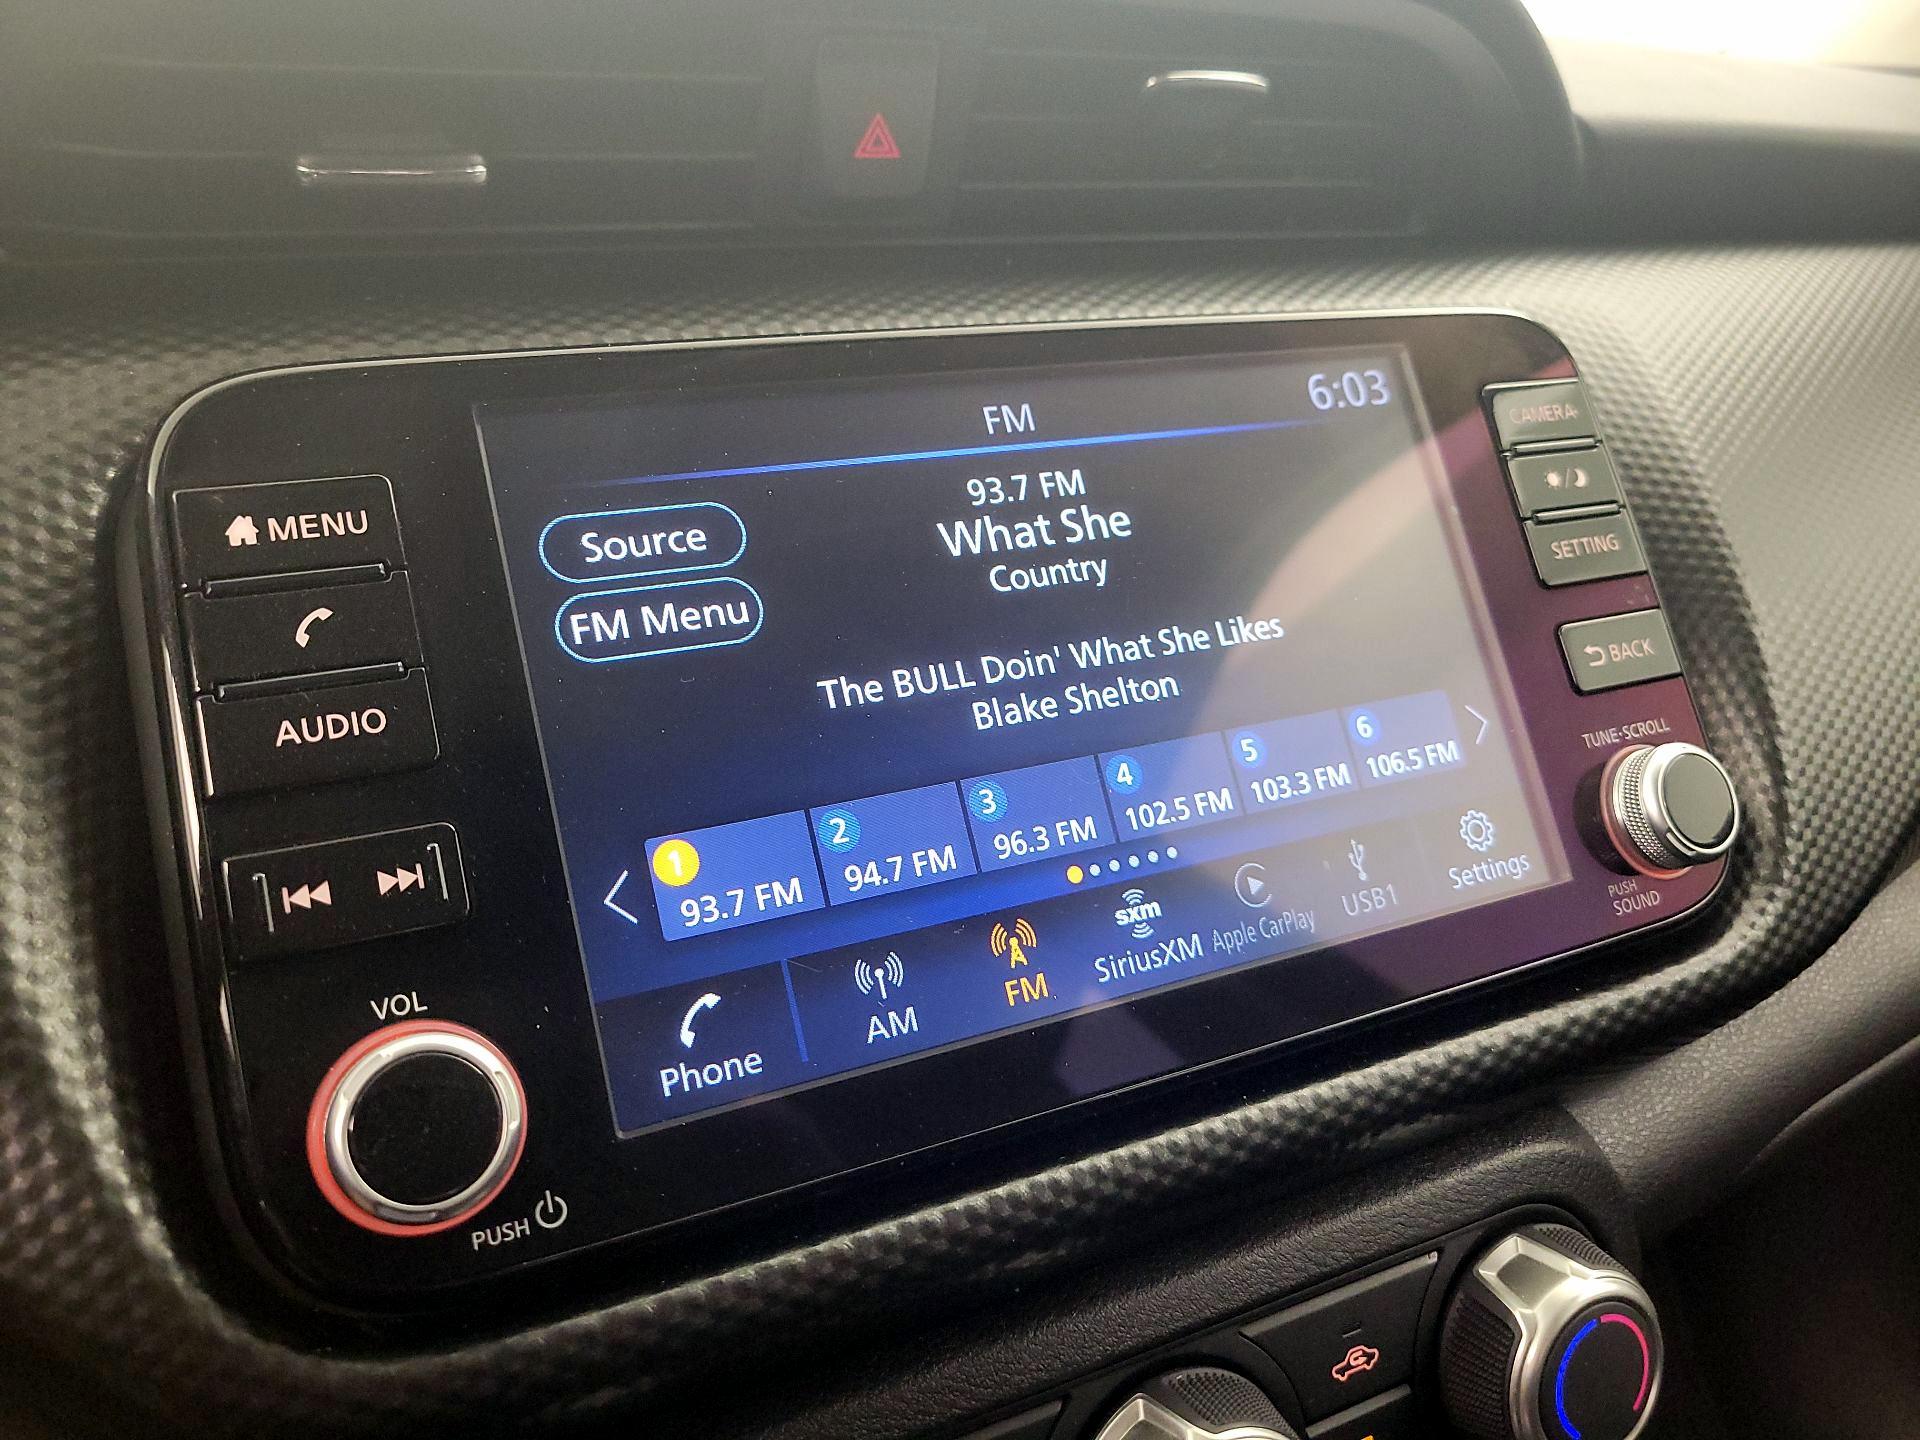 FM
6:03
93.7 FM
What She
Country
Source
FM Menu
The BULL Doin' What She Likes
Blake Shelton
1
93.7 FM
2
94.7 FM
3
96.3 FM
4
102.5 FM
5
103.3 FM
6
106.5 FM
Phone
AM
FM
sxm
SiriusXM
Apple CarPlay
USB1
Settings
MENU
AUDIO
VOL
PUSH
CAMERA
SETTING
BACK
TUNE·SCROLL
PUSH
SOUND